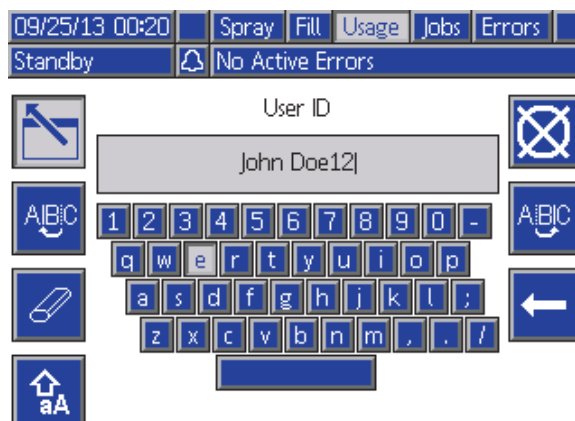 09/25/13 00:20 Spray Fill Usage Jobs Errors
Standby No Active Errors
User ID
John Doe12
A|B|C 1 2 3 4 5 6 7 8 9 0 - A|B|C
q w e r t y u i o p
a s d f g h j k l ;
z x c v b n m , . /
aA